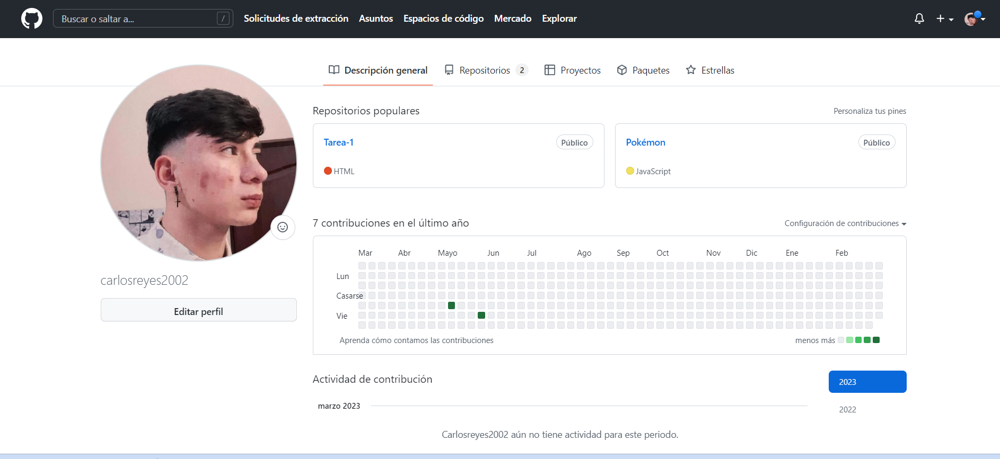 Buscar o saltar a... / Solicitudes de extracción Asuntos Espacios de código Mercado Explorar
Descripción general Repositorios 2 Proyectos Paquetes Estrellas
Repositorios populares Personaliza tus pines
Tarea-1 Público Pokémon Público
HTML JavaScript
7 contribuciones en el último año Configuración de contribuciones
Mar Abr Mayo Jun Jul Ago Sep Oct Nov Dic Ene Feb
Lun
Casarse
Vie
Aprenda cómo contamos las contribuciones menos más
carlosreyes2002
Editar perfil
Actividad de contribución 2023
marzo 2023 2022
Carlosreyes2002 aún no tiene actividad para este periodo.